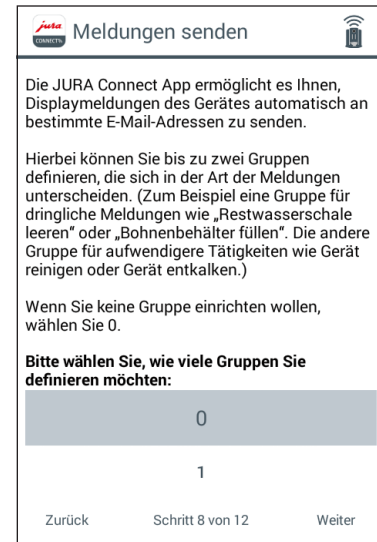 jura
CONNECT
Meldungen senden
Die JURA Connect App ermöglicht es Ihnen,
Displaymeldungen des Gerätes automatisch an
bestimmte E-Mail-Adressen zu senden.
Hierbei können Sie bis zu zwei Gruppen
definieren, die sich in der Art der Meldungen
unterscheiden. (Zum Beispiel eine Gruppe für
dringliche Meldungen wie „Restwasserschale
leeren“ oder „Bohnenbehälter füllen“. Die andere
Gruppe für aufwendigere Tätigkeiten wie Gerät
reinigen oder Gerät entkalken.)
Wenn Sie keine Gruppe einrichten wollen,
wählen Sie 0.
Bitte wählen Sie, wie viele Gruppen Sie
definieren möchten:
0
1
Zurück Schritt 8 von 12 Weiter